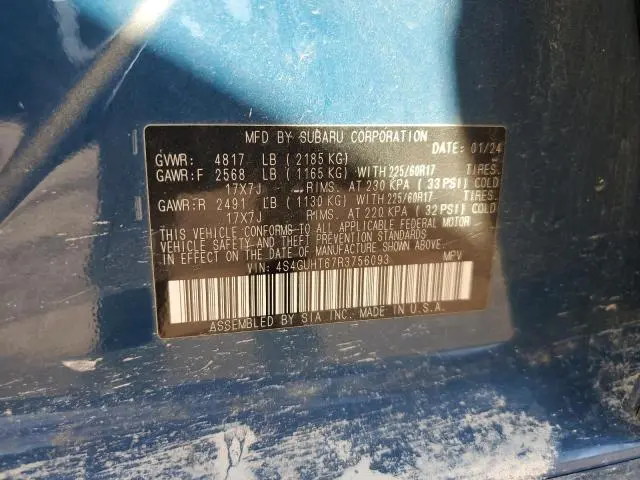 MFD BY SUBARU CORPORATION DATE: 01/24
GVWR: 4817 LB (2185 KG) TIRES
GAWR:F 2568 LB (1165 KG) WITH 225/60R17
17X7J RIMS, AT 230 KPA (33 PSI) COLD
GAWR:R 2491 LB (1130 KG) WITH 225/60R17 TIRES,
17X7J RIMS, AT 220 KPA (32 PSI) COLD
THIS VEHICLE CONFORMS TO ALL APPLICABLE FEDERAL MOTOR
VEHICLE SAFETY AND THEFT PREVENTION STANDARDS
IN EFFECT ON THE DATE OF MANUFACTURE SHOWN ABOVE.
VIN: 4S4GUHT67R3756093 MPV
ASSEMBLED BY SIA INC. MADE IN U.S.A.